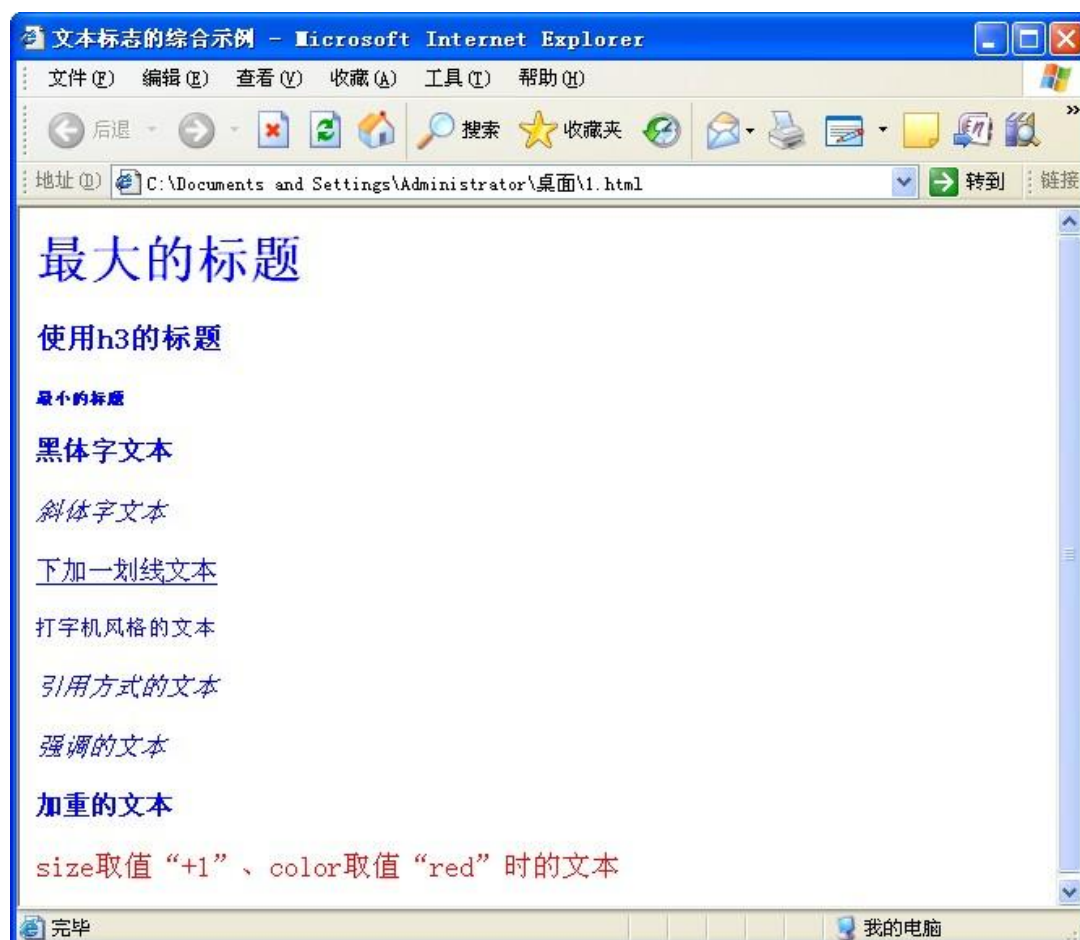 文本标志的综合示例 - Microsoft Internet Explorer
文件(F) 编辑(E) 查看(V) 收藏(A) 工具(T) 帮助(H)
后退 搜索 收藏夹 »
地址(D) C:\Documents and Settings\Administrator\桌面\1.html 转到 链接
最大的标题
使用h3的标题
最小的标题
黑体字文本
斜体字文本
下加一划线文本
打字机风格的文本
引用方式的文本
强调的文本
加重的文本
size取值“+1”、color取值“red”时的文本
完毕 我的电脑